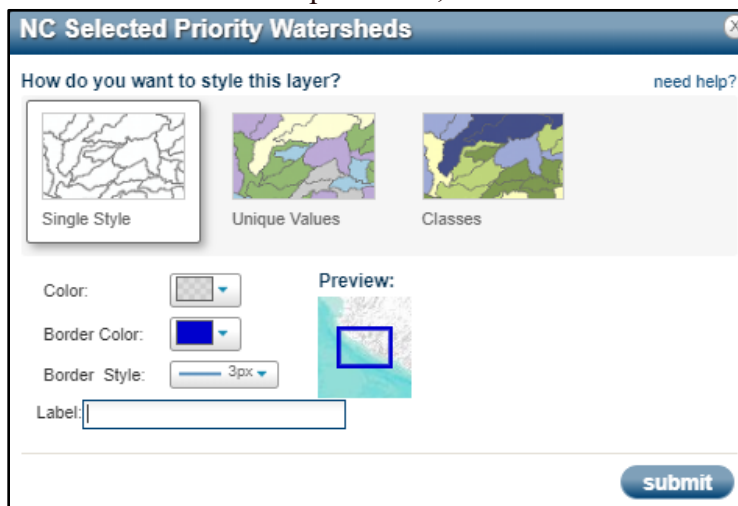 NC Selected Priority Watersheds
How do you want to style this layer? need help?
Single Style Unique Values Classes
Color: Preview:
Border Color:
Border Style: 3px
Label:
submit